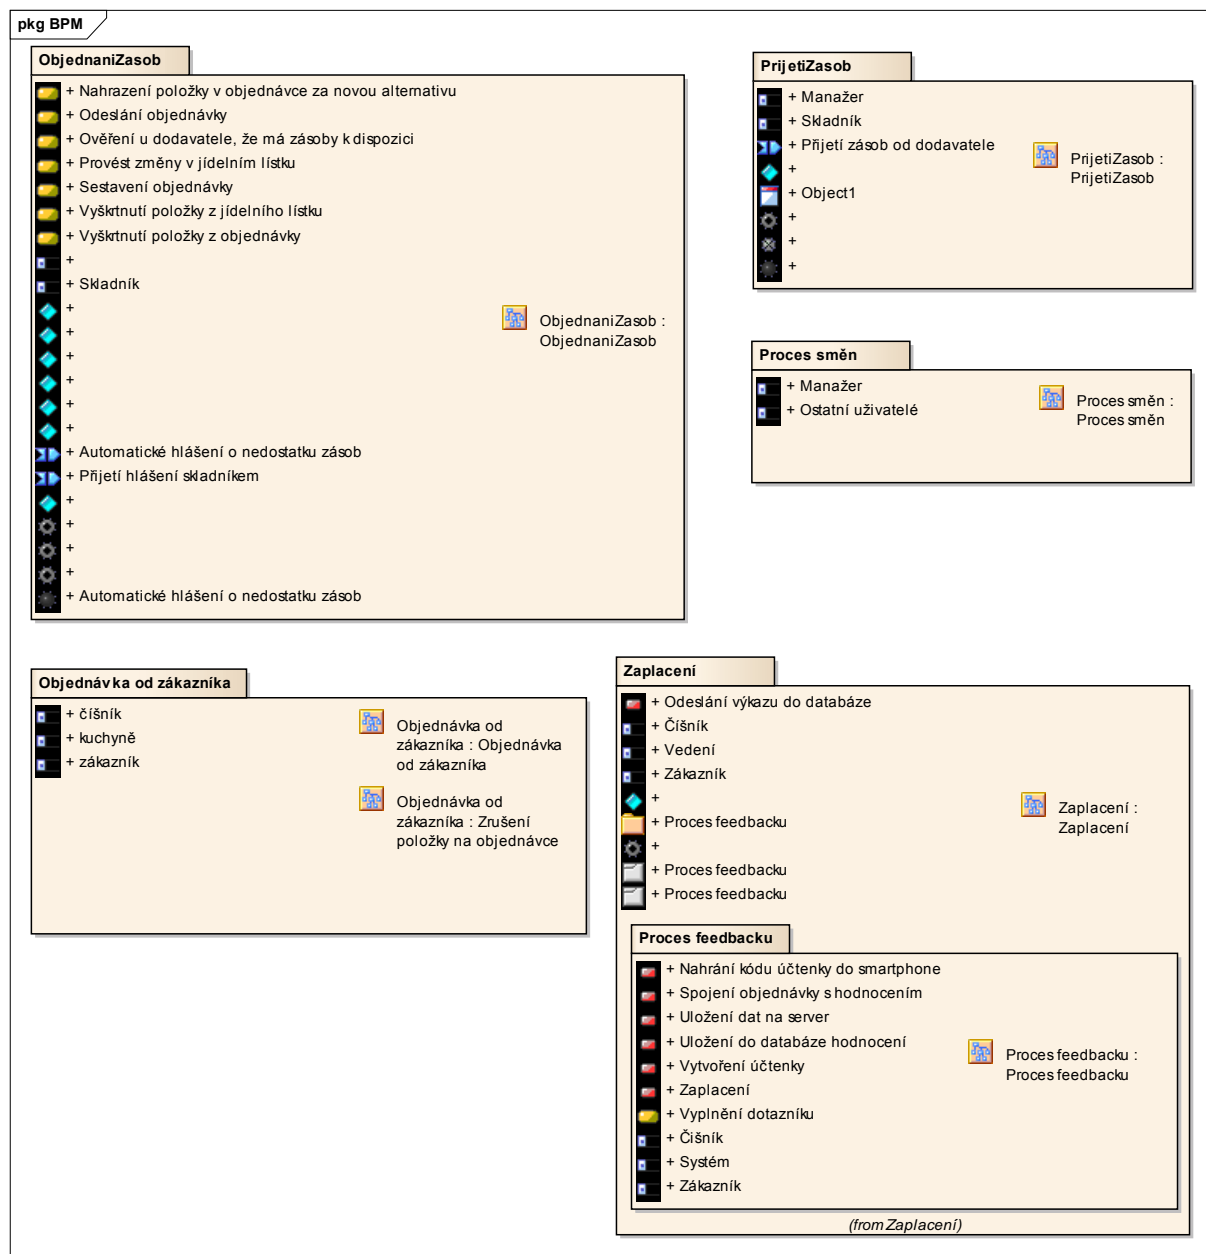 pkg BPM
ObjednaniZasob
+ Nahrazení položky v objednávce za novou alternativu
+ Odeslání objednávky
+ Ověření u dodavatele, že má zásoby k dispozici
+ Provést změny v jídelním lístku
+ Sestavení objednávky
+ Vyškrtnutí položky z jídelního lístku
+ Vyškrtnutí položky z objednávky
+
+ Skladník
+
+
+
+
+
+
+ Automatické hlášení o nedostatku zásob
+ Přijetí hlášení skladníkem
+
+
+
+
+ Automatické hlášení o nedostatku zásob
ObjednaniZasob :
ObjednaniZasob
PrijetiZasob
+ Manažer
+ Skladník
+ Přijetí zásob od dodavatele
+
+ Object1
+
+
+
PrijetiZasob :
PrijetiZasob
Proces směn
+ Manažer
+ Ostatní uživatelé
Proces směn :
Proces směn
Objednávka od zákazníka
+ číšník
+ kuchyně
+ zákazník
Objednávka od
zákazníka : Objednávka
od zákazníka
Objednávka od
zákazníka : Zrušení
položky na objednávce
Zaplacení
+ Odeslání výkazu do databáze
+ Číšník
+ Vedení
+ Zákazník
+
+ Proces feedbacku
+
+ Proces feedbacku
+ Proces feedbacku
Zaplacení :
Zaplacení
Proces feedbacku
+ Nahrání kódu účtenky do smartphone
+ Spojení objednávky s hodnocením
+ Uložení dat na server
+ Uložení do databáze hodnocení
+ Vytvoření účtenky
+ Zaplacení
+ Vyplnění dotazníku
+ Čišník
+ Systém
+ Zákazník
Proces feedbacku :
Proces feedbacku
(from Zaplacení)